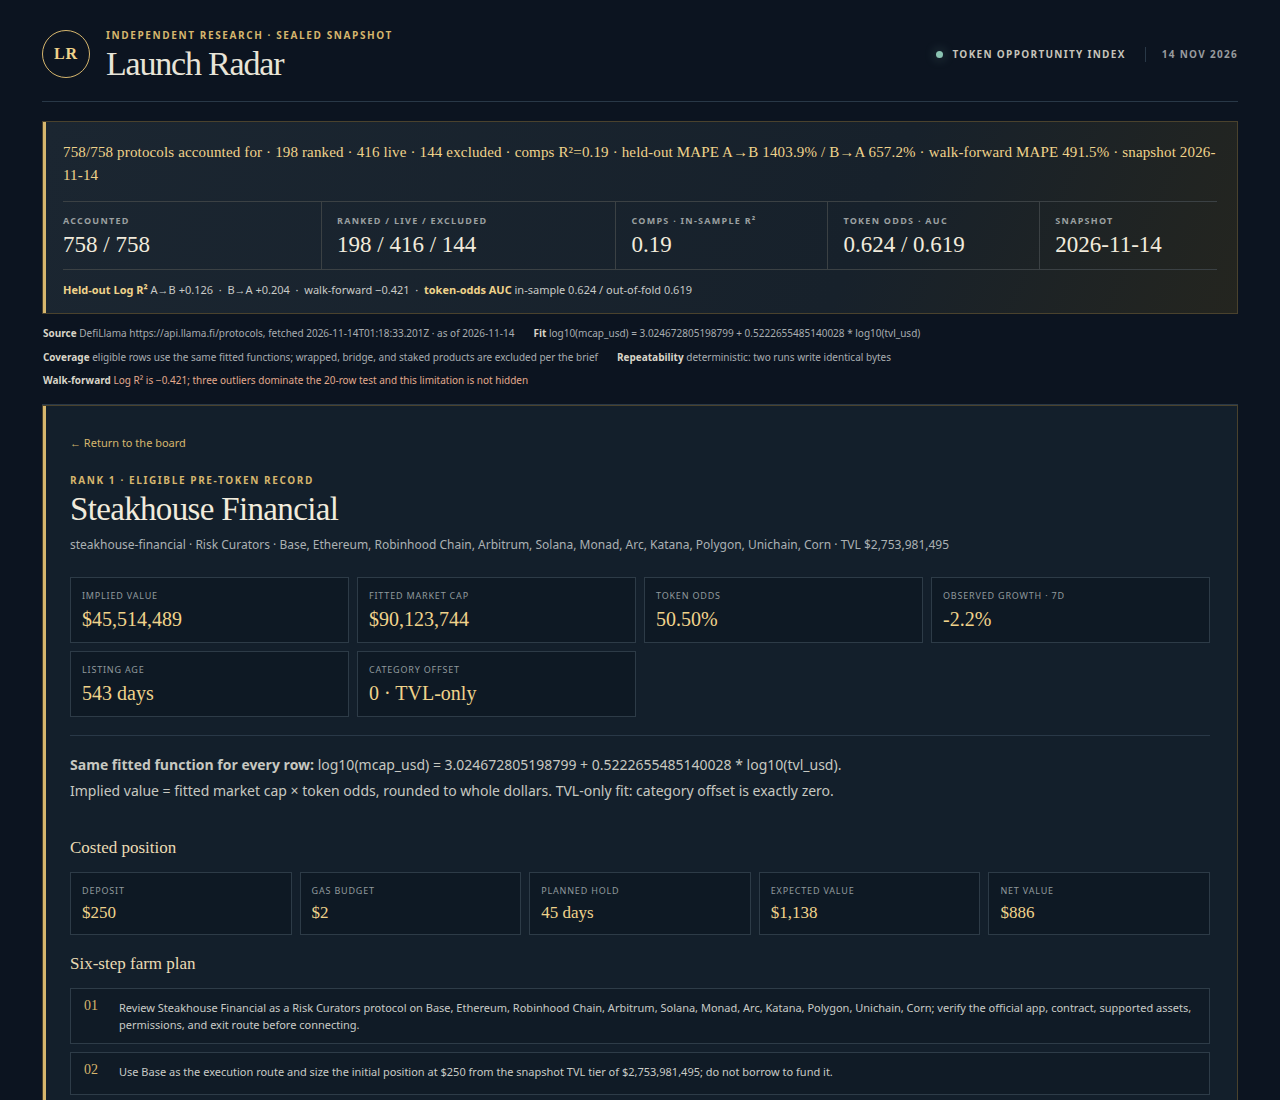 LR
INDEPENDENT RESEARCH · SEALED SNAPSHOT
Launch Radar
TOKEN OPPORTUNITY INDEX
14 NOV 2026
758/758 protocols accounted for · 198 ranked · 416 live · 144 excluded · comps R²=0.19 · held-out MAPE A→B 1403.9% / B→A 657.2% · walk-forward MAPE 491.5% · snapshot 2026-
11-14
ACCOUNTED
758 / 758
RANKED / LIVE / EXCLUDED
198 / 416 / 144
COMPS · IN-SAMPLE R²
0.19
TOKEN ODDS · AUC
0.624 / 0.619
SNAPSHOT
2026-11-14
Held-out Log R² A→B +0.126 · B→A +0.204 · walk-forward −0.421 · token-odds AUC in-sample 0.624 / out-of-fold 0.619
Source DefiLlama https://api.llama.fi/protocols, fetched 2026-11-14T01:18:33.201Z · as of 2026-11-14 Fit log10(mcap_usd) = 3.024672805198799 + 0.5222655485140028 * log10(tvl_usd)
Coverage eligible rows use the same fitted functions; wrapped, bridge, and staked products are excluded per the brief Repeatability deterministic: two runs write identical bytes
Walk-forward Log R² is −0.421; three outliers dominate the 20-row test and this limitation is not hidden
← Return to the board
RANK 1 · ELIGIBLE PRE-TOKEN RECORD
Steakhouse Financial
steakhouse-financial · Risk Curators · Base, Ethereum, Robinhood Chain, Arbitrum, Solana, Monad, Arc, Katana, Polygon, Unichain, Corn · TVL $2,753,981,495
IMPLIED VALUE
$45,514,489
FITTED MARKET CAP
$90,123,744
TOKEN ODDS
50.50%
OBSERVED GROWTH · 7D
-2.2%
LISTING AGE
543 days
CATEGORY OFFSET
0 · TVL-only
Same fitted function for every row: log10(mcap_usd) = 3.024672805198799 + 0.5222655485140028 * log10(tvl_usd).
Implied value = fitted market cap × token odds, rounded to whole dollars. TVL-only fit: category offset is exactly zero.
Costed position
DEPOSIT
$250
GAS BUDGET
$2
PLANNED HOLD
45 days
EXPECTED VALUE
$1,138
NET VALUE
$886
Six-step farm plan
01
Review Steakhouse Financial as a Risk Curators protocol on Base, Ethereum, Robinhood Chain, Arbitrum, Solana, Monad, Arc, Katana, Polygon, Unichain, Corn; verify the official app, contract, supported assets,
permissions, and exit route before connecting.
02
Use Base as the execution route and size the initial position at $250 from the snapshot TVL tier of $2,753,981,495; do not borrow to fund it.